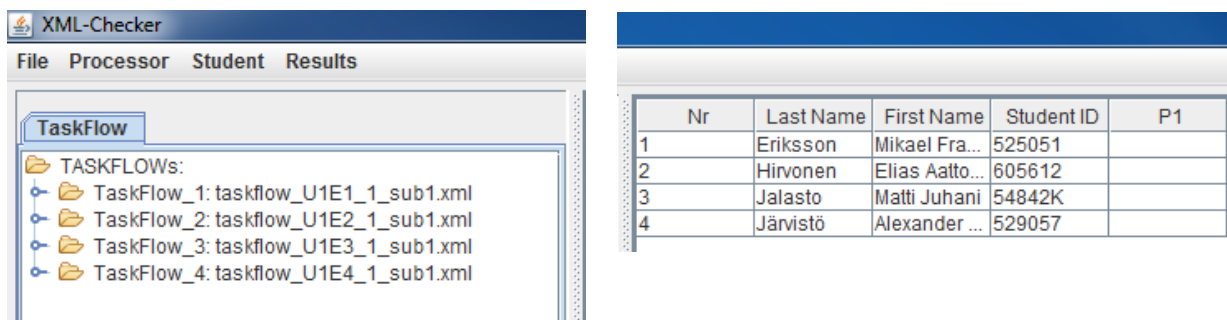 XML-Checker
File Processor Student Results
TaskFlow
TASKFLOWs:
TaskFlow_1: taskflow_U1E1_1_sub1.xml
TaskFlow_2: taskflow_U1E2_1_sub1.xml
TaskFlow_3: taskflow_U1E3_1_sub1.xml
TaskFlow_4: taskflow_U1E4_1_sub1.xml
Nr Last Name First Name Student ID P1
1 Eriksson Mikael Fra... 525051
2 Hirvonen Elias Aatto... 605612
3 Jalasto Matti Juhani 54842K
4 Järvistö Alexander ... 529057